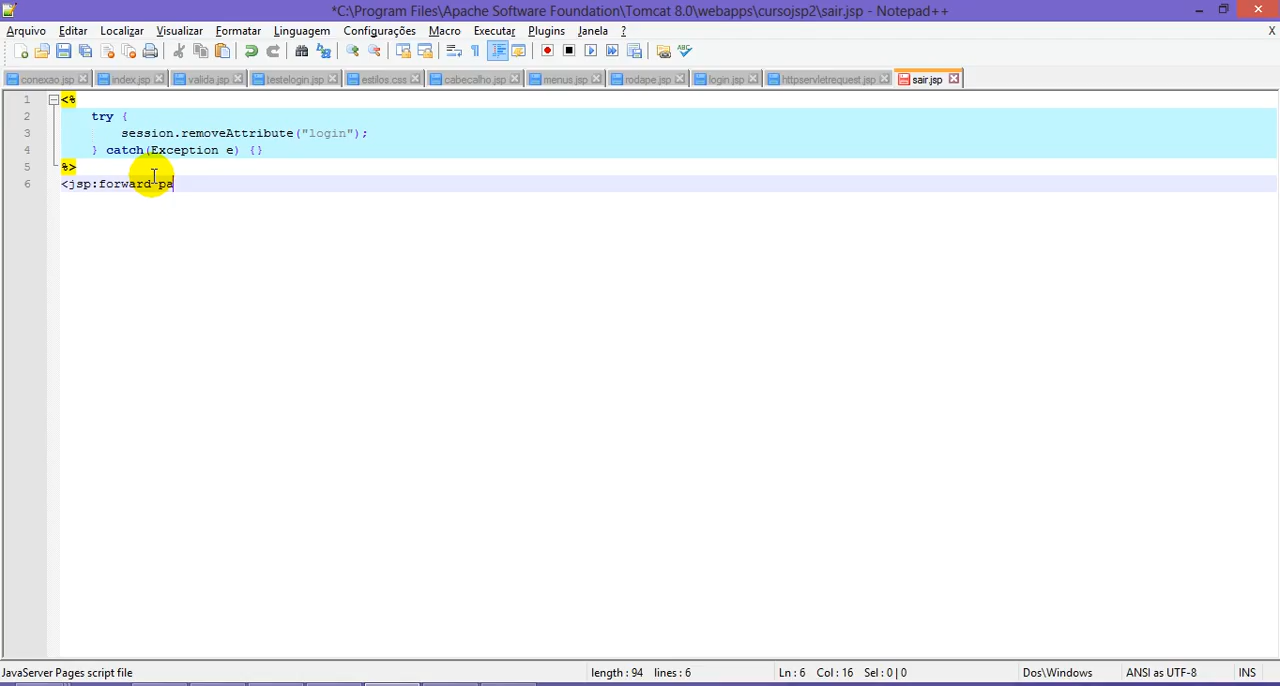 *C:\Program Files\Apache Software Foundation\Tomcat 8.0\webapps\cursojsp2\sair.jsp - Notepad++
Arquivo Editar Localizar Visualizar Formatar Linguagem Configurações Macro Executar Plugins Janela ? X
conexao.jsp index.jsp valida.jsp testelogin.jsp estilos.css cabecalho.jsp menus.jsp rodape.jsp login.jsp httpservletrequest.jsp sair.jsp
1 <%
2 try {
3 session.removeAttribute("login");
4 } catch(Exception e) {}
5 %>
6 <jsp:forward pa
JavaServer Pages script file length : 94 lines : 6 Ln : 6 Col : 16 Sel : 0 | 0 Dos\Windows ANSI as UTF-8 INS